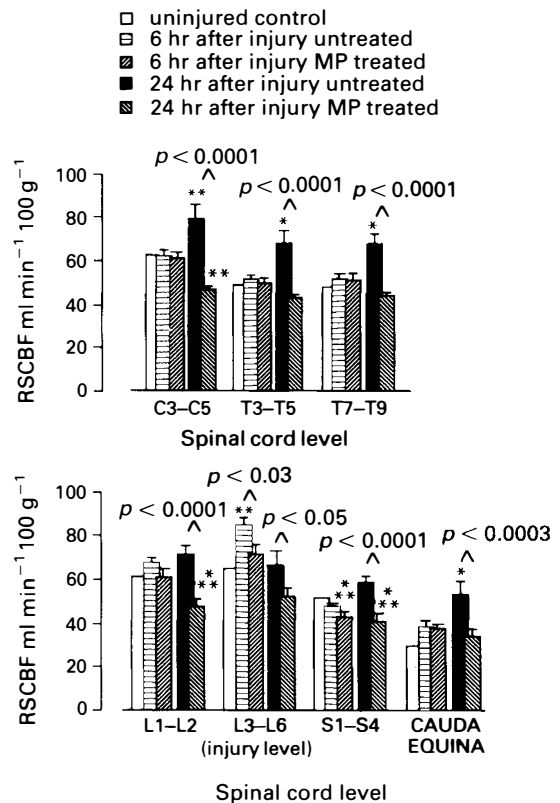 uninjured control
6 hr after injury untreated
6 hr after injury MP treated
24 hr after injury untreated
24 hr after injury MP treated
p < 0.0001
p < 0.0001
p < 0.0001
**
**
*
*
RSCBF ml min⁻¹ 100 g⁻¹
100
80
60
40
20
0
C3–C5 T3–T5 T7–T9
Spinal cord level
p < 0.03
p < 0.0001
p < 0.05
p < 0.0001
p < 0.0003
**
**
**
**
*
RSCBF ml min⁻¹ 100 g⁻¹
100
80
60
40
20
0
L1–L2 L3–L6 S1–S4 CAUDA
(injury level) EQUINA
Spinal cord level